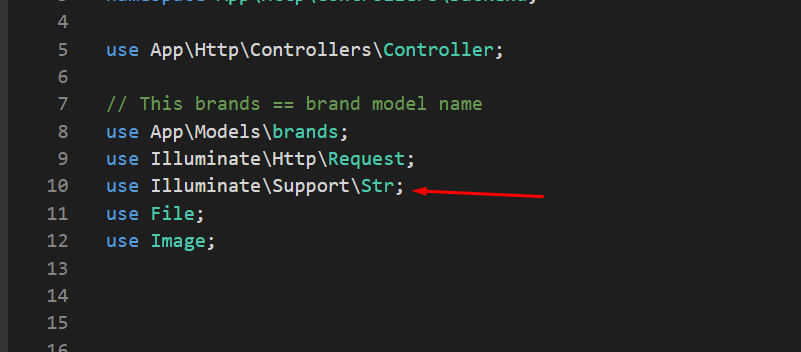 4
5 use App\Http\Controllers\Controller;
6
7 // This brands == brand model name
8 use App\Models\brands;
9 use Illuminate\Http\Request;
10 use Illuminate\Support\Str;
11 use File;
12 use Image;
13
14
15